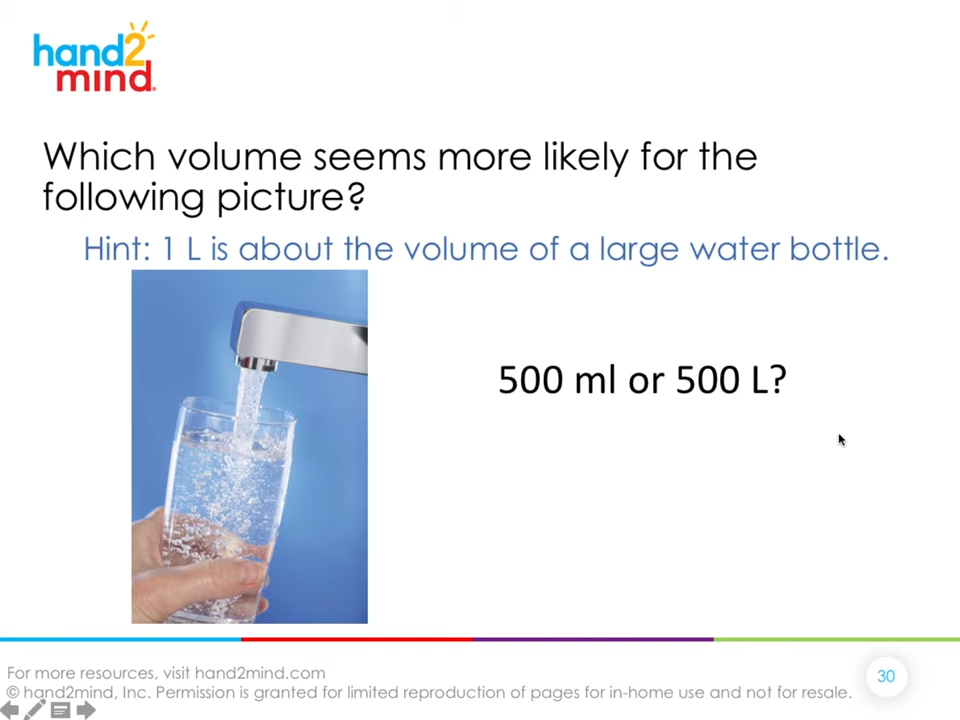 hand2
mind®
Which volume seems more likely for the
following picture?
Hint: 1 L is about the volume of a large water bottle.
500 ml or 500 L?
For more resources, visit hand2mind.com
© hand2mind, Inc. Permission is granted for limited reproduction of pages for in-home use and not for resale.
30